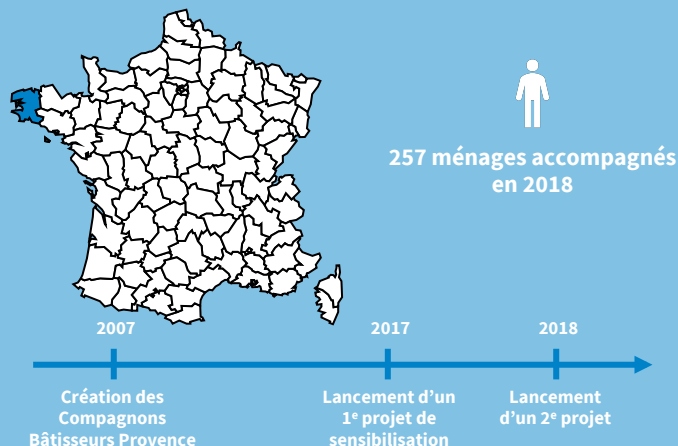 257 ménages accompagnés
en 2018
2007
2017
2018
Création des
Compagnons
Bâtisseurs Provence
Lancement d'un
1e projet de
sensibilisation
Lancement
d'un 2e projet